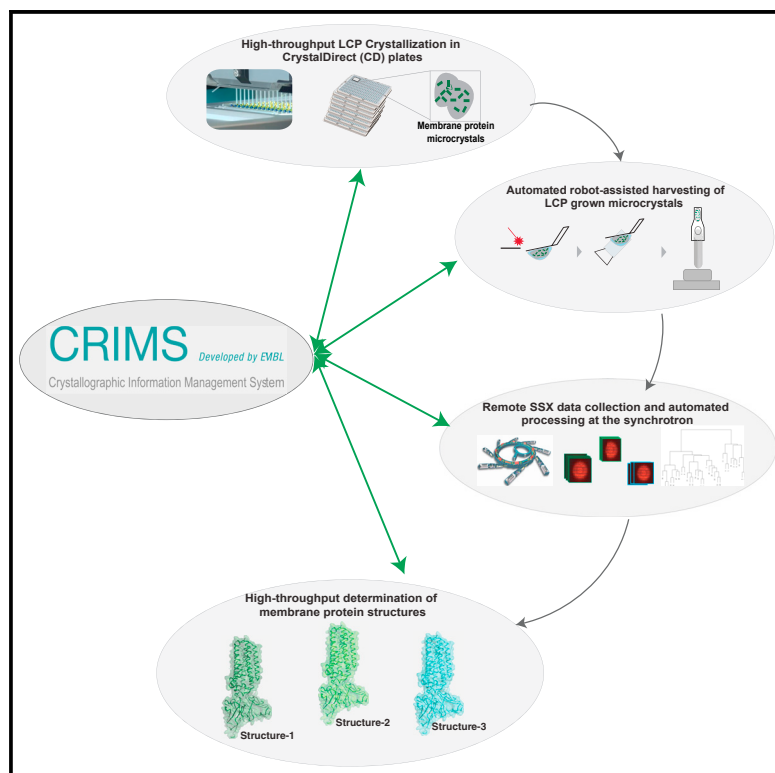 High-throughput LCP Crystallization in
CrystalDirect (CD) plates
Membrane protein
microcrystals
Automated robot-assisted harvesting of
LCP grown microcrystals
CRIMS Developed by EMBL
Crystallographic Information Management System
Remote SSX data collection and automated
processing at the synchrotron
High-throughput determination of
membrane protein structures
Structure-1
Structure-2
Structure-3